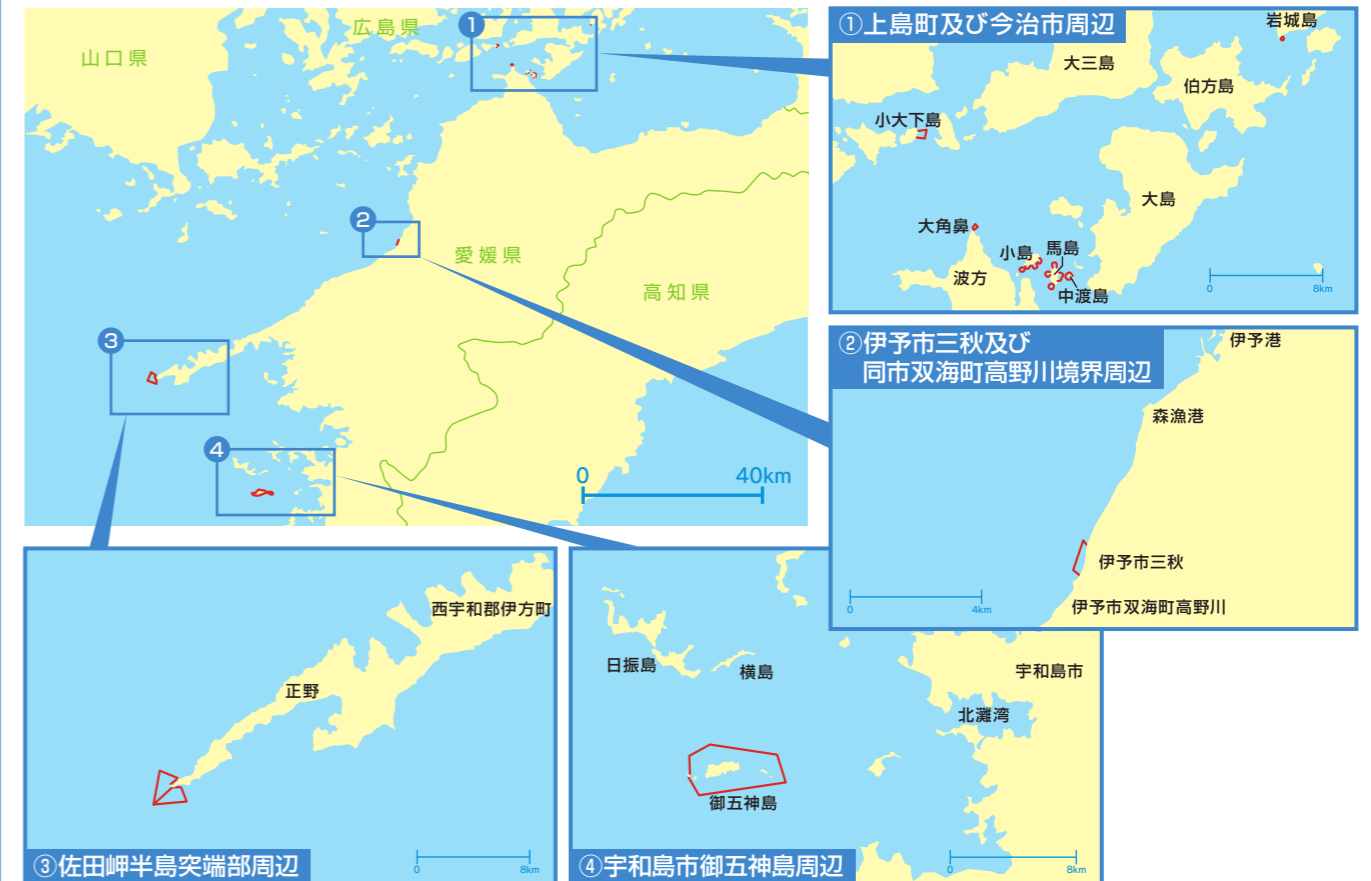 山口県
広島県
愛媛県
高知県
1
2
3
4
0 40km
①上島町及び今治市周辺
岩城島
大三島
伯方島
小大下島
大島
大角鼻
小島
馬島
波方
中渡島
0 8km
②伊予市三秋及び
同市双海町高野川境界周辺
伊予港
森漁港
伊予市三秋
伊予市双海町高野川
0 4km
西宇和郡伊方町
正野
③佐田岬半島突端部周辺
0 8km
日振島
横島
宇和島市
北灘湾
御五神島
④宇和島市御五神島周辺
0 8km